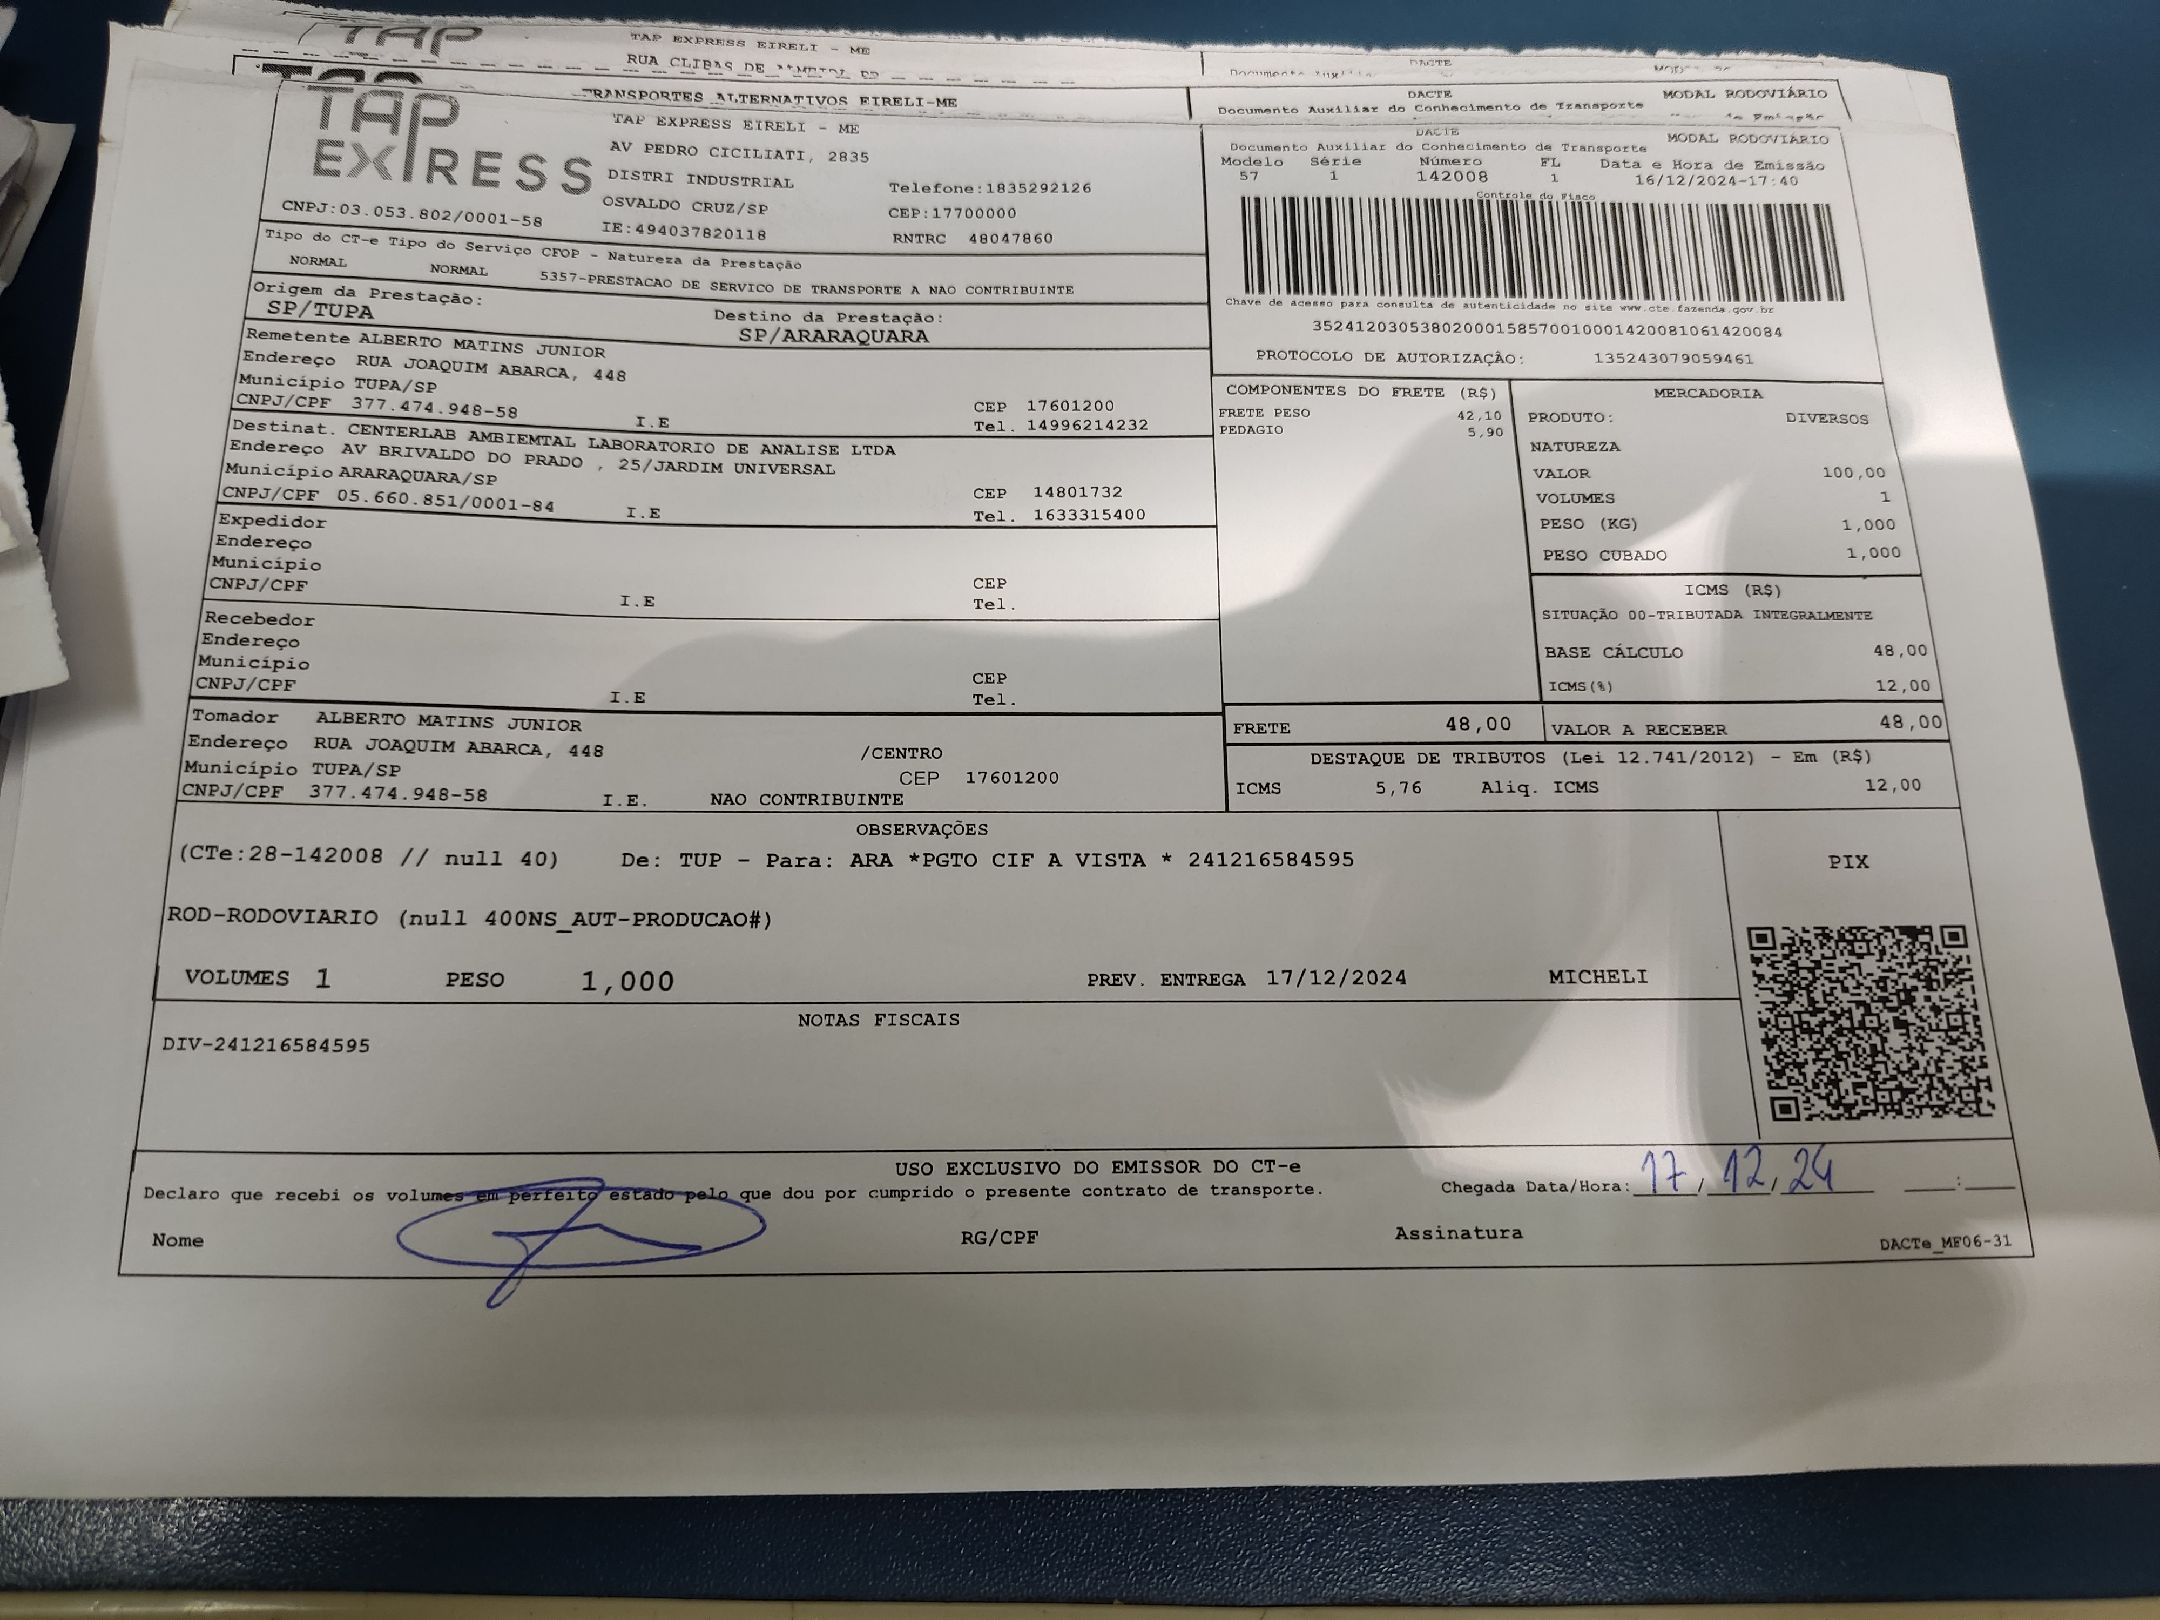 TAP
TAP EXPRESS EIRELI - ME
RUA CLIBAS DE
DACTE
TRANSPORTES ALTERNATIVOS EIRELI-ME
DACTE
MODAL RODOVIÁRIO
Documento Auxiliar do Conhecimento de Transporte
TAP EXPRESS
TAP EXPRESS EIRELI - ME
AV PEDRO CICILIATI, 2835
DISTRI INDUSTRIAL
Telefone:1835292126
OSVALDO CRUZ/SP
CEP:17700000
CNPJ:03.053.802/0001-58
IE:494037820118
RNTRC 48047860
DACTE
MODAL RODOVIÁRIO
Documento Auxiliar do Conhecimento de Transporte
Modelo Série Número FL Data e Hora de Emissão
57 1 142008 1 16/12/2024-17:40
Controle do Fisco
Chave de acesso para consulta de autenticidade no site www.cte.fazenda.gov.br
35241203053802000158570010001420081061420084
PROTOCOLO DE AUTORIZAÇÃO: 135243079059461
Tipo do CT-e Tipo do Serviço CFOP - Natureza da Prestação
NORMAL NORMAL 5357-PRESTACAO DE SERVICO DE TRANSPORTE A NAO CONTRIBUINTE
Origem da Prestação: Destino da Prestação:
SP/TUPA SP/ARARAQUARA
Remetente ALBERTO MATINS JUNIOR
Endereço RUA JOAQUIM ABARCA, 448
Município TUPA/SP CEP 17601200
CNPJ/CPF 377.474.948-58 I.E Tel. 14996214232
Destinat. CENTERLAB AMBIEMTAL LABORATORIO DE ANALISE LTDA
Endereço AV BRIVALDO DO PRADO , 25/JARDIM UNIVERSAL
Município ARARAQUARA/SP CEP 14801732
CNPJ/CPF 05.660.851/0001-84 I.E Tel. 1633315400
Expedidor
Endereço
Município CEP
CNPJ/CPF I.E Tel.
Recebedor
Endereço
Município CEP
CNPJ/CPF I.E Tel.
Tomador ALBERTO MATINS JUNIOR
Endereço RUA JOAQUIM ABARCA, 448 /CENTRO
Município TUPA/SP CEP 17601200
CNPJ/CPF 377.474.948-58 I.E. NAO CONTRIBUINTE
COMPONENTES DO FRETE (R$)
FRETE PESO 42,10
PEDAGIO 5,90
MERCADORIA
PRODUTO: DIVERSOS
NATUREZA
VALOR 100,00
VOLUMES 1
PESO (KG) 1,000
PESO CUBADO 1,000
ICMS (R$)
SITUAÇÃO 00-TRIBUTADA INTEGRALMENTE
BASE CÁLCULO 48,00
ICMS(%) 12,00
FRETE 48,00 VALOR A RECEBER 48,00
DESTAQUE DE TRIBUTOS (Lei 12.741/2012) - Em (R$)
ICMS 5,76 Aliq. ICMS 12,00
OBSERVAÇÕES
(CTe:28-142008 // null 40) De: TUP - Para: ARA *PGTO CIF A VISTA * 241216584595
PIX
ROD-RODOVIARIO (null 400NS_AUT-PRODUCAO#)
VOLUMES 1 PESO 1,000 PREV. ENTREGA 17/12/2024 MICHELI
NOTAS FISCAIS
DIV-241216584595
USO EXCLUSIVO DO EMISSOR DO CT-e
Declaro que recebi os volumes em perfeito estado pelo que dou por cumprido o presente contrato de transporte. Chegada Data/Hora: 17/12/24 :
Nome RG/CPF Assinatura DACTe_MF06-31